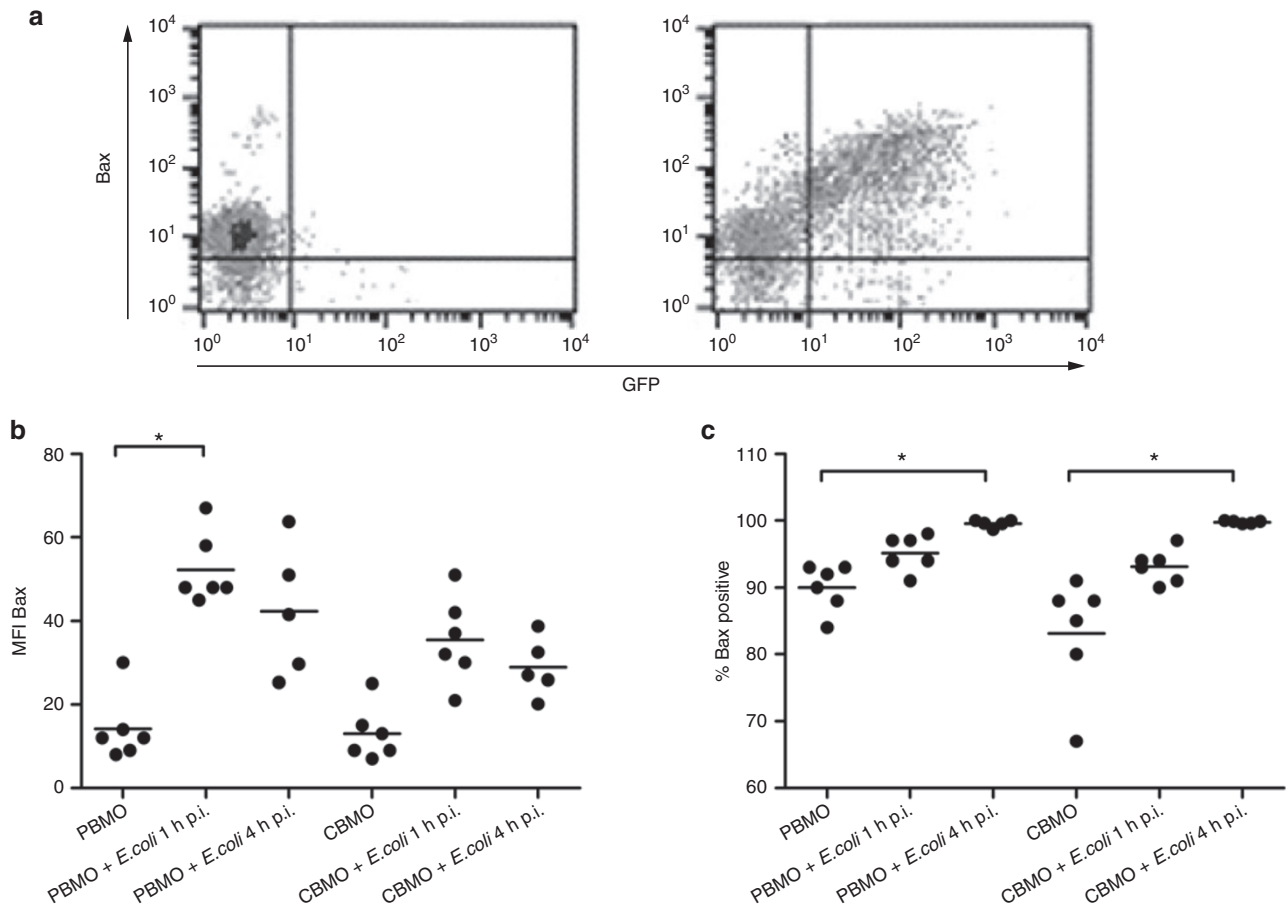 a
10⁴
10³
10²
10¹
10⁰
10⁰ 10¹ 10² 10³ 10⁴
Bax
10⁴
10³
10²
10¹
10⁰
10⁰ 10¹ 10² 10³ 10⁴
GFP
b
80
60
40
20
0
MFI Bax
*
PBMO
PBMO + E.coli 1 h p.i.
PBMO + E.coli 4 h p.i.
CBMO
CBMO + E.coli 1 h p.i.
CBMO + E.coli 4 h p.i.
c
110
100
90
80
70
60
% Bax positive
*
*
PBMO
PBMO + E.coli 1 h p.i.
PBMO + E.coli 4 h p.i.
CBMO
CBMO + E.coli 1 h p.i.
CBMO + E.coli 4 h p.i.